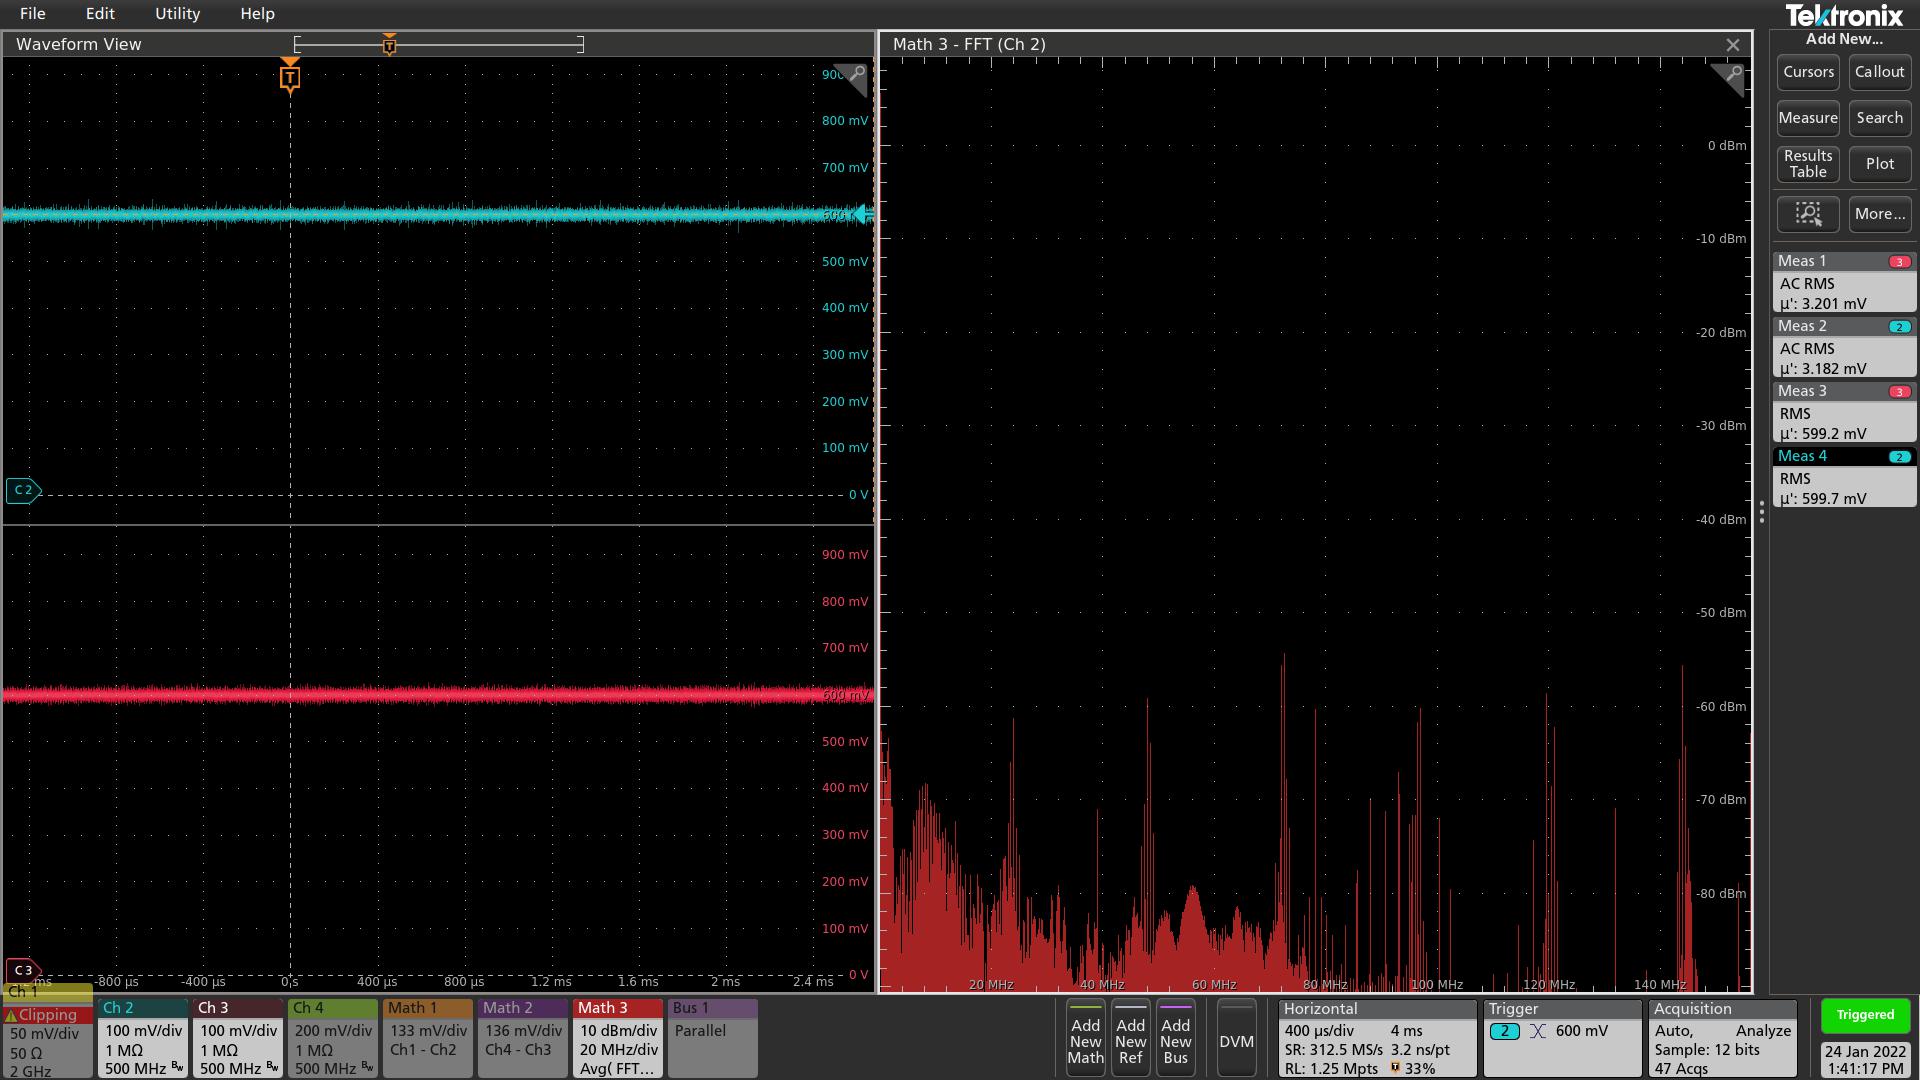 File Edit Utility Help
Tektronix
Waveform View
T
T
800 mV
700 mV
500 mV
400 mV
300 mV
200 mV
100 mV
0 V
C 2
900 mV
800 mV
700 mV
600 mV
500 mV
400 mV
300 mV
200 mV
100 mV
0 V
C 3
-800 µs -400 µs 0 s 400 µs 800 µs 1.2 ms 1.6 ms 2 ms 2.4 ms
Math 3 - FFT (Ch 2)
0 dBm
-10 dBm
-20 dBm
-30 dBm
-40 dBm
-50 dBm
-60 dBm
-70 dBm
-80 dBm
20 MHz 40 MHz 60 MHz 80 MHz 100 MHz 120 MHz 140 MHz
Add New...
Cursors Callout
Measure Search
Results Table Plot
More...
Meas 1 3
AC RMS
µ': 3.201 mV
Meas 2 2
AC RMS
µ': 3.182 mV
Meas 3 3
RMS
µ': 599.2 mV
Meas 4 2
RMS
µ': 599.7 mV
Ch 1
Clipping
50 mV/div
50 Ω
2 GHz
Ch 2
100 mV/div
1 MΩ
500 MHz Bw
Ch 3
100 mV/div
1 MΩ
500 MHz Bw
Ch 4
200 mV/div
1 MΩ
500 MHz Bw
Math 1
133 mV/div
Ch1 - Ch2
Math 2
136 mV/div
Ch4 - Ch3
Math 3
10 dBm/div
20 MHz/div
Avg( FFT...
Bus 1
Parallel
Add New Math
Add New Ref
Add New Bus
DVM
Horizontal
400 µs/div 4 ms
SR: 312.5 MS/s 3.2 ns/pt
RL: 1.25 Mpts 33%
Trigger
2 600 mV
Acquisition
Auto, Analyze
Sample: 12 bits
47 Acqs
Triggered
24 Jan 2022
1:41:17 PM